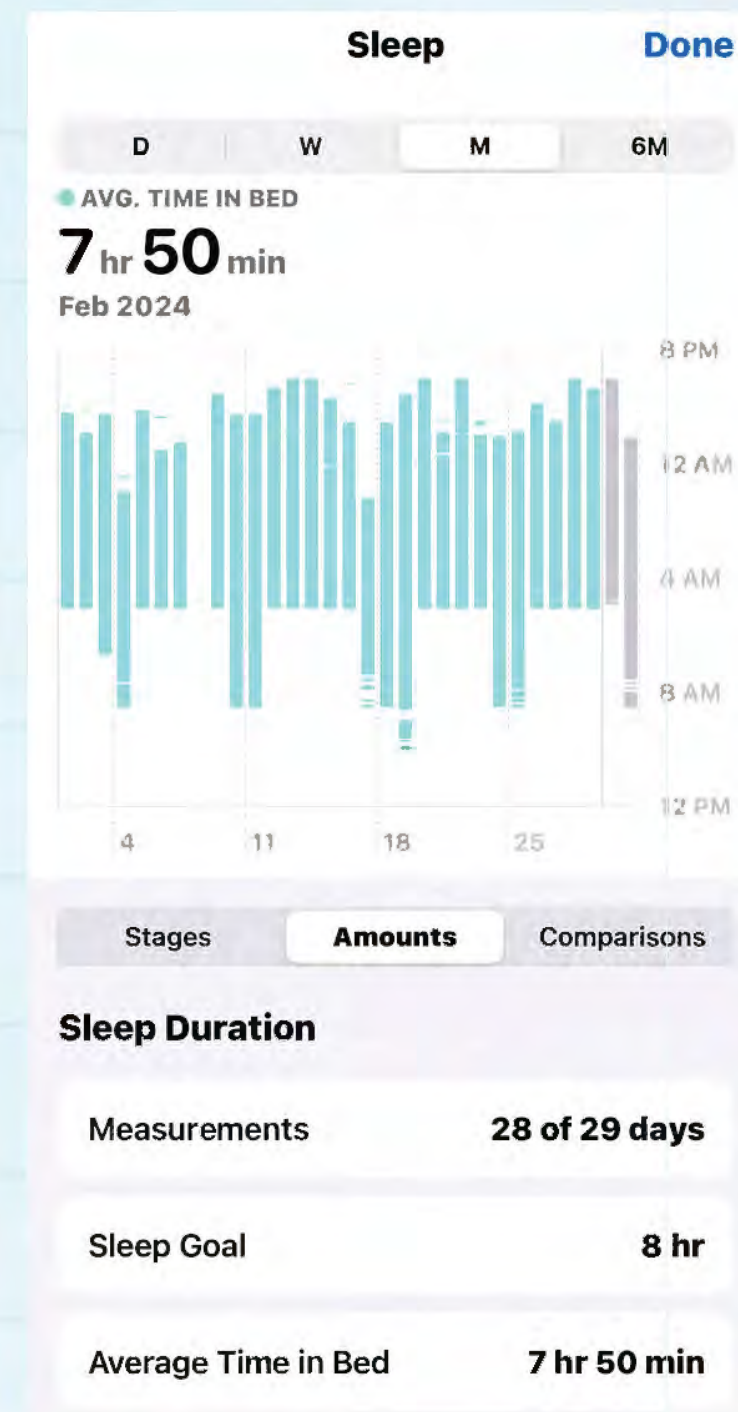 Sleep Done
D W M 6M
AVG. TIME IN BED
7 hr 50 min
Feb 2024
8 PM
12 AM
4 AM
8 AM
12 PM
4 11 18 25
Stages Amounts Comparisons
Sleep Duration
Measurements 28 of 29 days
Sleep Goal 8 hr
Average Time in Bed 7 hr 50 min